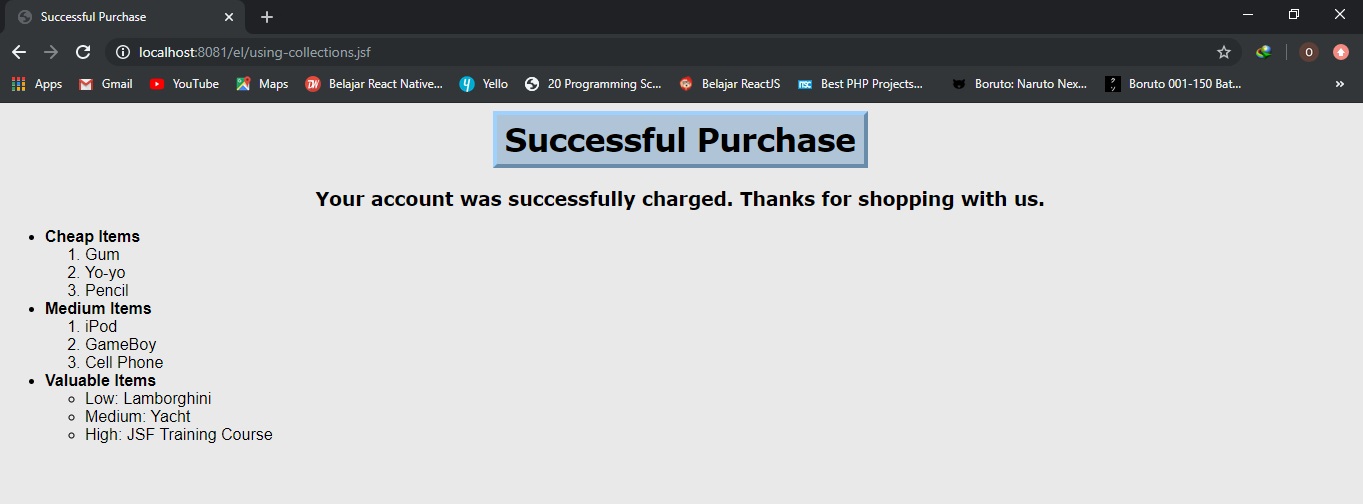 Successful Purchase
localhost:8081/el/using-collections.jsf
O
Apps
Gmail
YouTube
Maps
Belajar React Native...
Yello
20 Programming Sc...
Belajar ReactJS
Best PHP Projects...
Boruto: Naruto Nex...
Boruto 001-150 Bat...
»
Successful Purchase
Your account was successfully charged. Thanks for shopping with us.
• Cheap Items
1. Gum
2. Yo-yo
3. Pencil
• Medium Items
1. iPod
2. GameBoy
3. Cell Phone
• Valuable Items
◦ Low: Lamborghini
◦ Medium: Yacht
◦ High: JSF Training Course